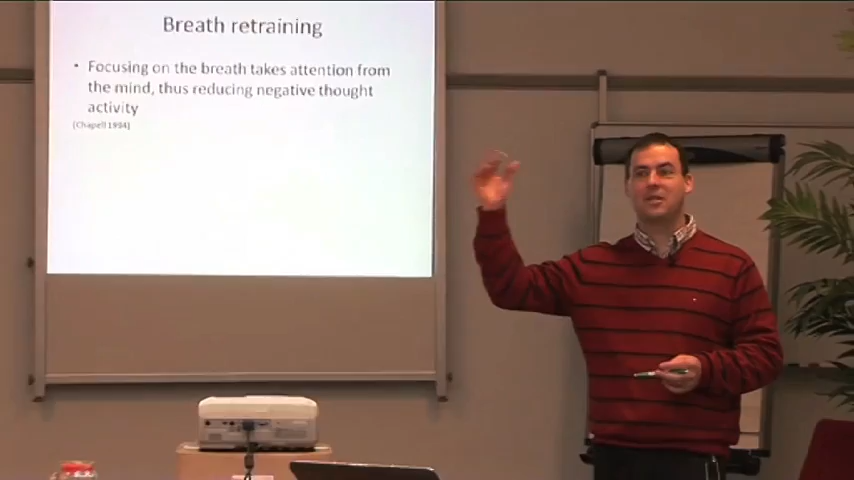 Breath retraining
• Focusing on the breath takes attention from
the mind, thus reducing negative thought
activity
(Chapell 1994)